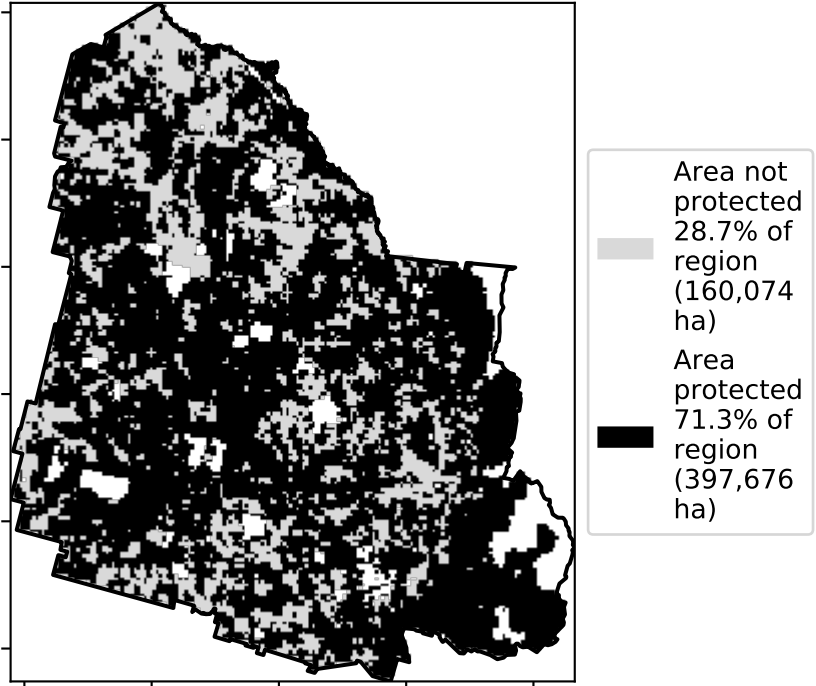 Area not
protected
28.7% of
region
(160,074
ha)
Area
protected
71.3% of
region
(397,676
ha)